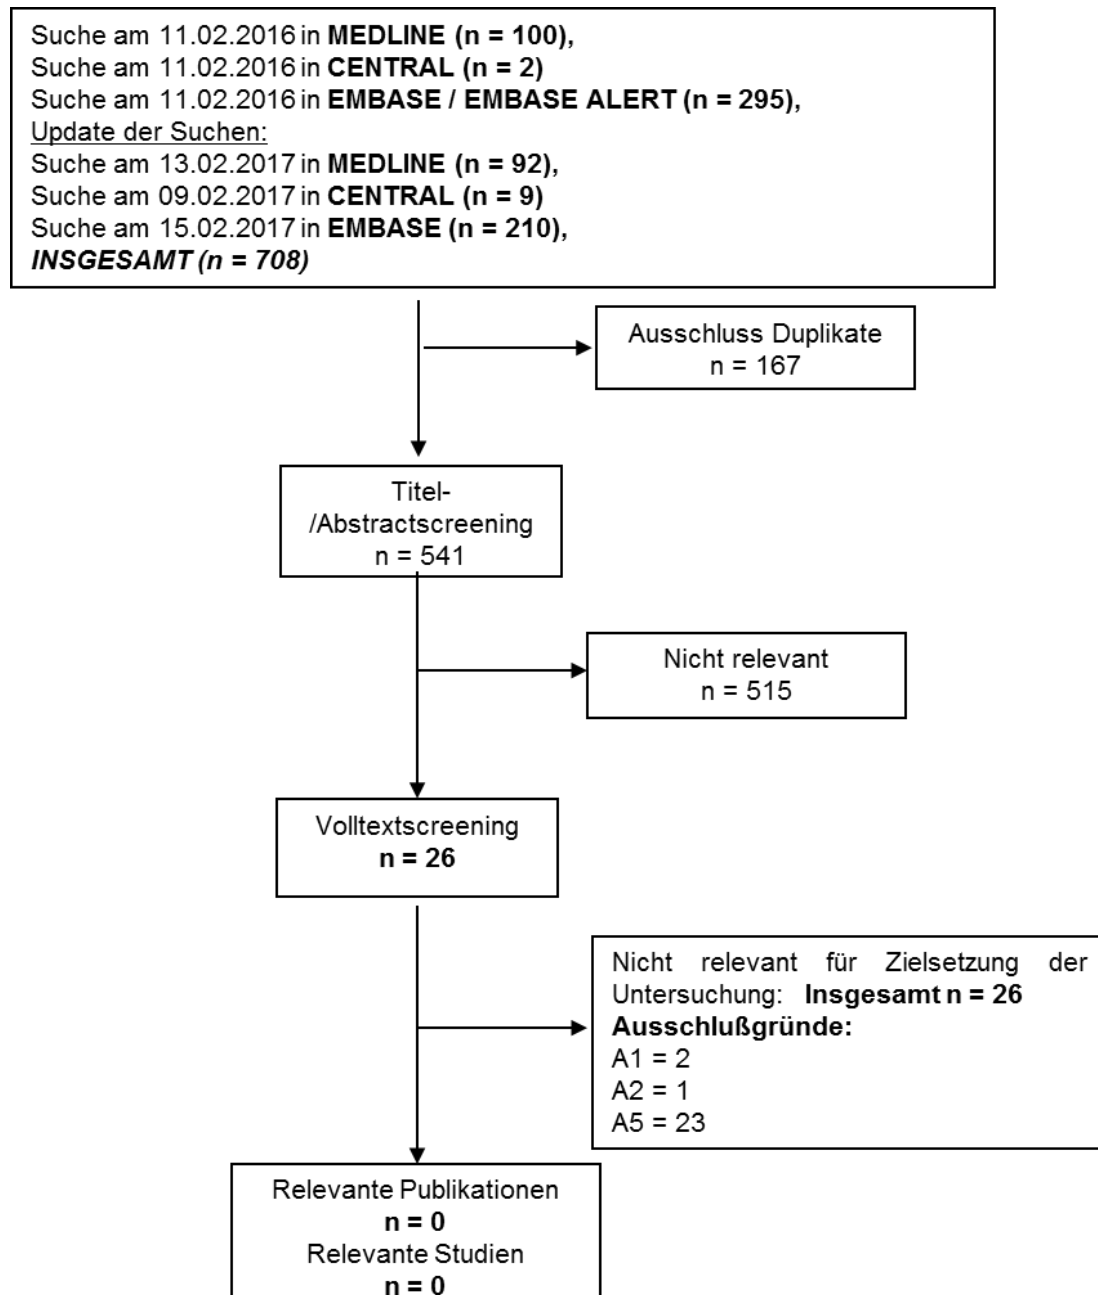 Suche am 11.02.2016 in MEDLINE (n = 100),
Suche am 11.02.2016 in CENTRAL (n = 2)
Suche am 11.02.2016 in EMBASE / EMBASE ALERT (n = 295),
Update der Suchen:
Suche am 13.02.2017 in MEDLINE (n = 92),
Suche am 09.02.2017 in CENTRAL (n = 9)
Suche am 15.02.2017 in EMBASE (n = 210),
INSGESAMT (n = 708)
Ausschluss Duplikate
n = 167
Titel-
/Abstractscreening
n = 541
Nicht relevant
n = 515
Volltextscreening
n = 26
Nicht relevant für Zielsetzung der
Untersuchung: Insgesamt n = 26
Ausschlußgründe:
A1 = 2
A2 = 1
A5 = 23
Relevante Publikationen
n = 0
Relevante Studien
n = 0